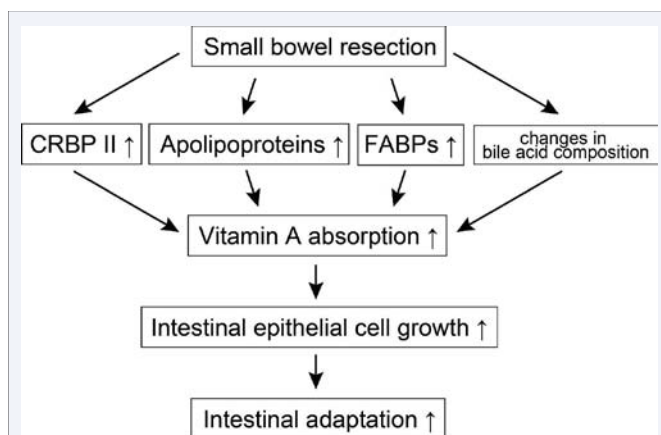 Small bowel resection
CRBP II ↑
Apolipoproteins ↑
FABPs ↑
changes in
bile acid composition
Vitamin A absorption ↑
Intestinal epithelial cell growth ↑
Intestinal adaptation ↑